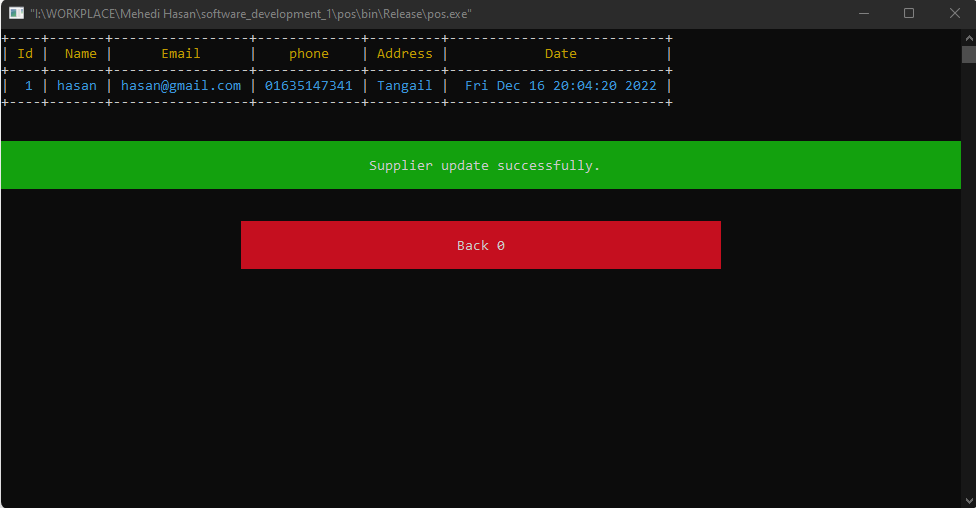 "I:\WORKPLACE\Mehedi Hasan\software_development_1\pos\bin\Release\pos.exe"
+----+-------+-----------------+-------------+---------+---------------------------+
| Id |  Name |      Email      |    phone    | Address |            Date           |
+----+-------+-----------------+-------------+---------+---------------------------+
|  1 | hasan | hasan@gmail.com | 01635147341 | Tangail |  Fri Dec 16 20:04:20 2022 |
+----+-------+-----------------+-------------+---------+---------------------------+
Supplier update successfully.
Back 0